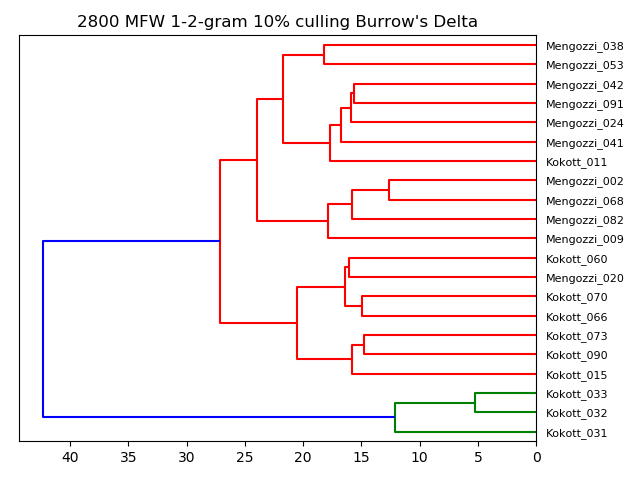 2800 MFW 1-2-gram 10% culling Burrow's Delta
Mengozzi_038
Mengozzi_053
Mengozzi_042
Mengozzi_091
Mengozzi_024
Mengozzi_041
Kokott_011
Mengozzi_002
Mengozzi_068
Mengozzi_082
Mengozzi_009
Kokott_060
Mengozzi_020
Kokott_070
Kokott_066
Kokott_073
Kokott_090
Kokott_015
Kokott_033
Kokott_032
Kokott_031
40 35 30 25 20 15 10 5 0